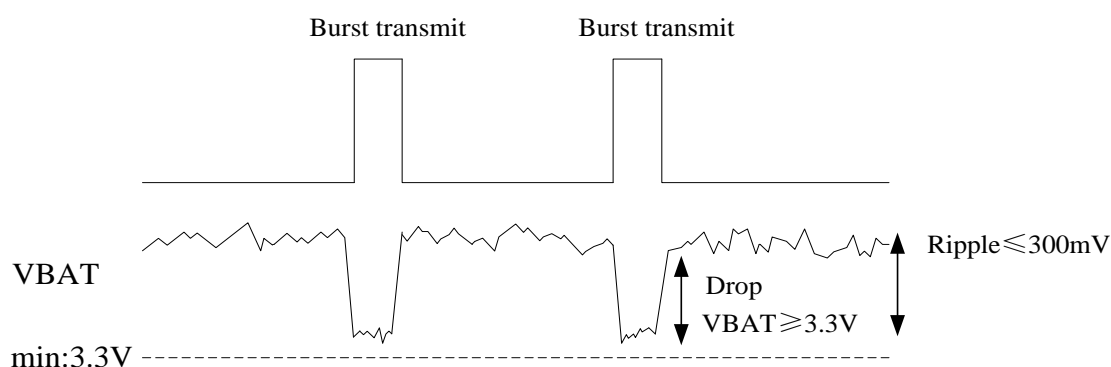 Burst transmit
Burst transmit
Ripple≤300mV
VBAT
Drop
VBAT≥3.3V
min:3.3V